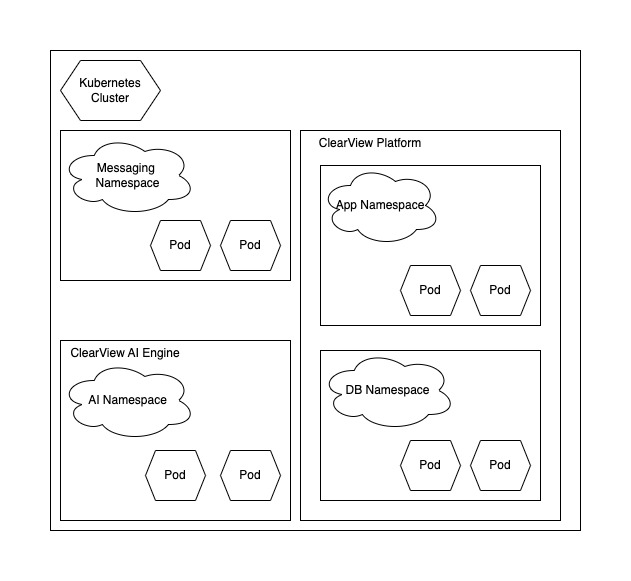 Kubernetes
Cluster
Messaging
Namespace
Pod
Pod
ClearView Platform
App Namespace
Pod
Pod
ClearView AI Engine
AI Namespace
Pod
Pod
DB Namespace
Pod
Pod